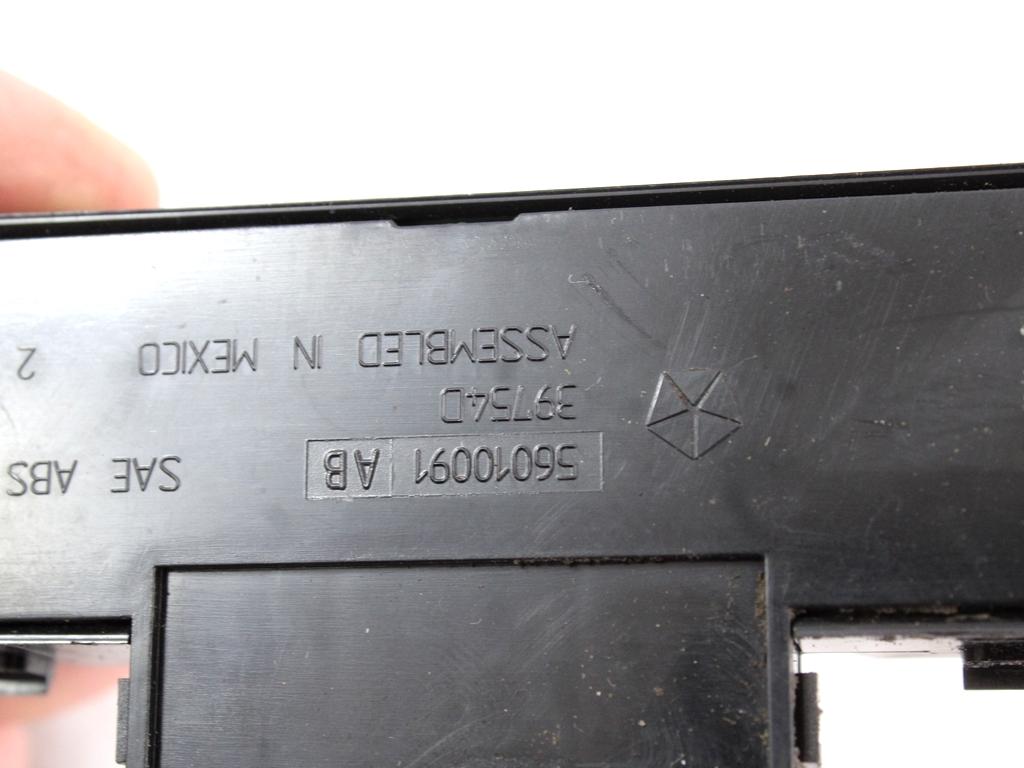 56010091 AB
SAE ABS
39754D
ASSEMBLED IN MEXICO 2